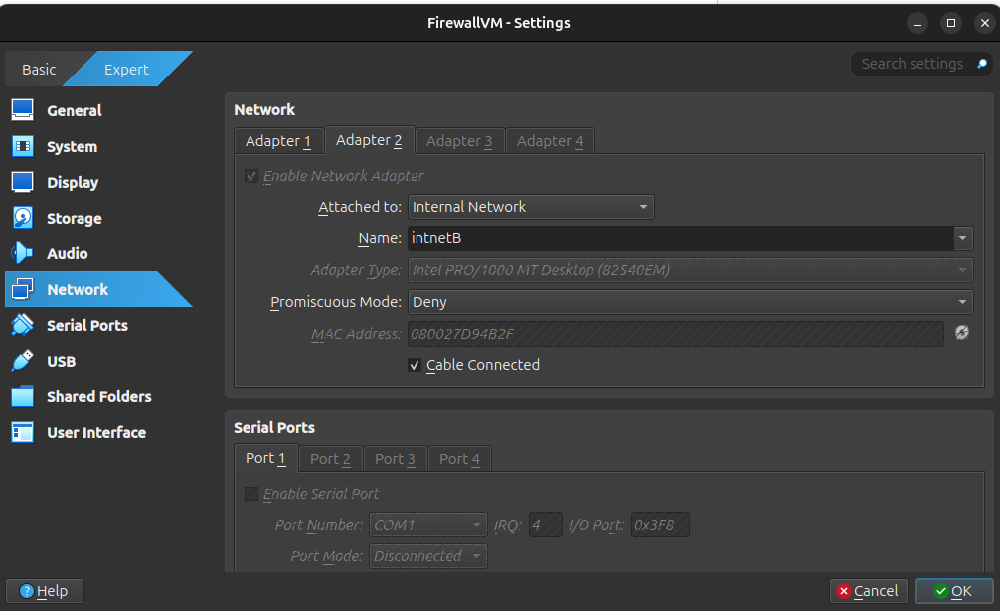 FirewallVM - Settings
Basic Expert
Search settings
General
System
Display
Storage
Audio
Network
Serial Ports
USB
Shared Folders
User Interface
Network
Adapter 1 Adapter 2 Adapter 3 Adapter 4
Enable Network Adapter
Attached to: Internal Network
Name: intnetB
Adapter Type: Intel PRO/1000 MT Desktop (82540EM)
Promiscuous Mode: Deny
MAC Address: 080027D94B2F
Cable Connected
Serial Ports
Port 1 Port 2 Port 3 Port 4
Enable Serial Port
Port Number: COM1 IRQ: 4 I/O Port: 0x3F8
Port Mode: Disconnected
Help Cancel OK